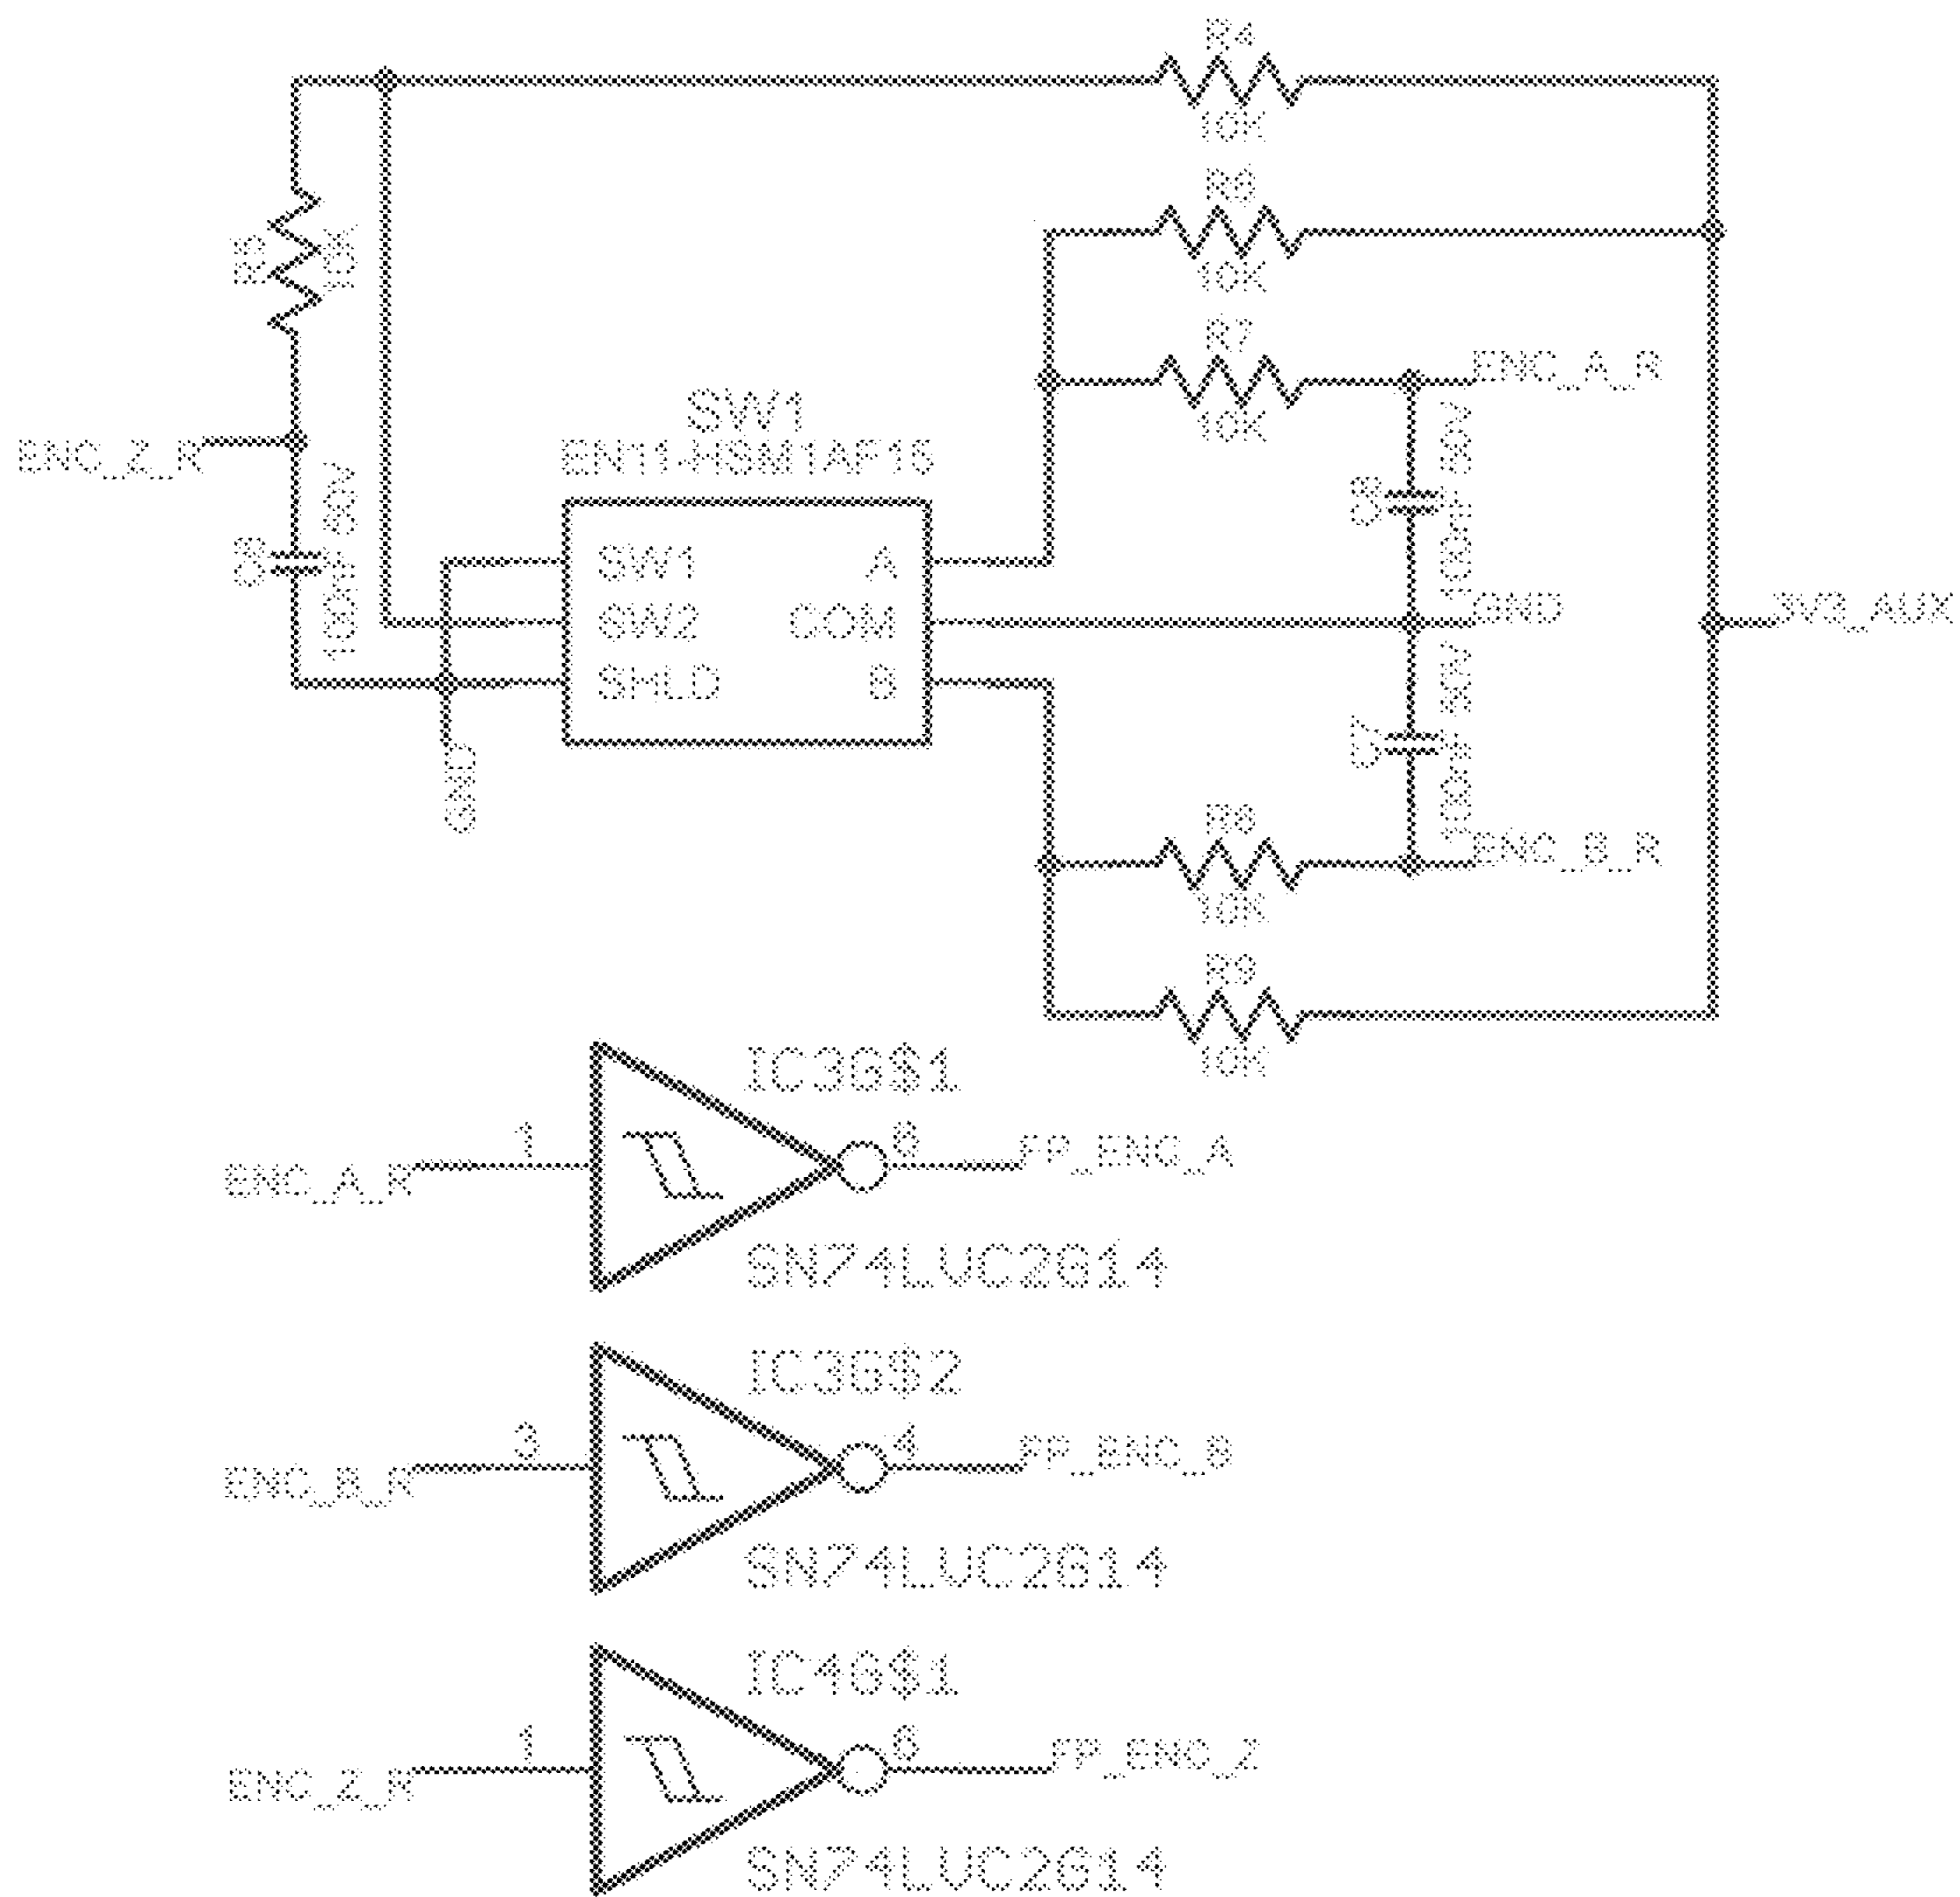 R4
10K
10K
R7
10K
ENC_A_R
SW1
EN11-HSM1AF15
ENC_Z_R
SW1
A
SW2
COM
GND
3V3_AUX
SHLD
B
C7
GND
ENC_B_R
10K
R9
10K
IC3G$1
1
ENC_A_R
FP_ENC_A
SN74LVC2G14
IC3G$2
3
4
ENC_B_R
FP_ENC_B
SN74LVC2G14
IC4G$1
1
6
ENC_Z_R
FP_ENC_Z
SN74LVC2G14